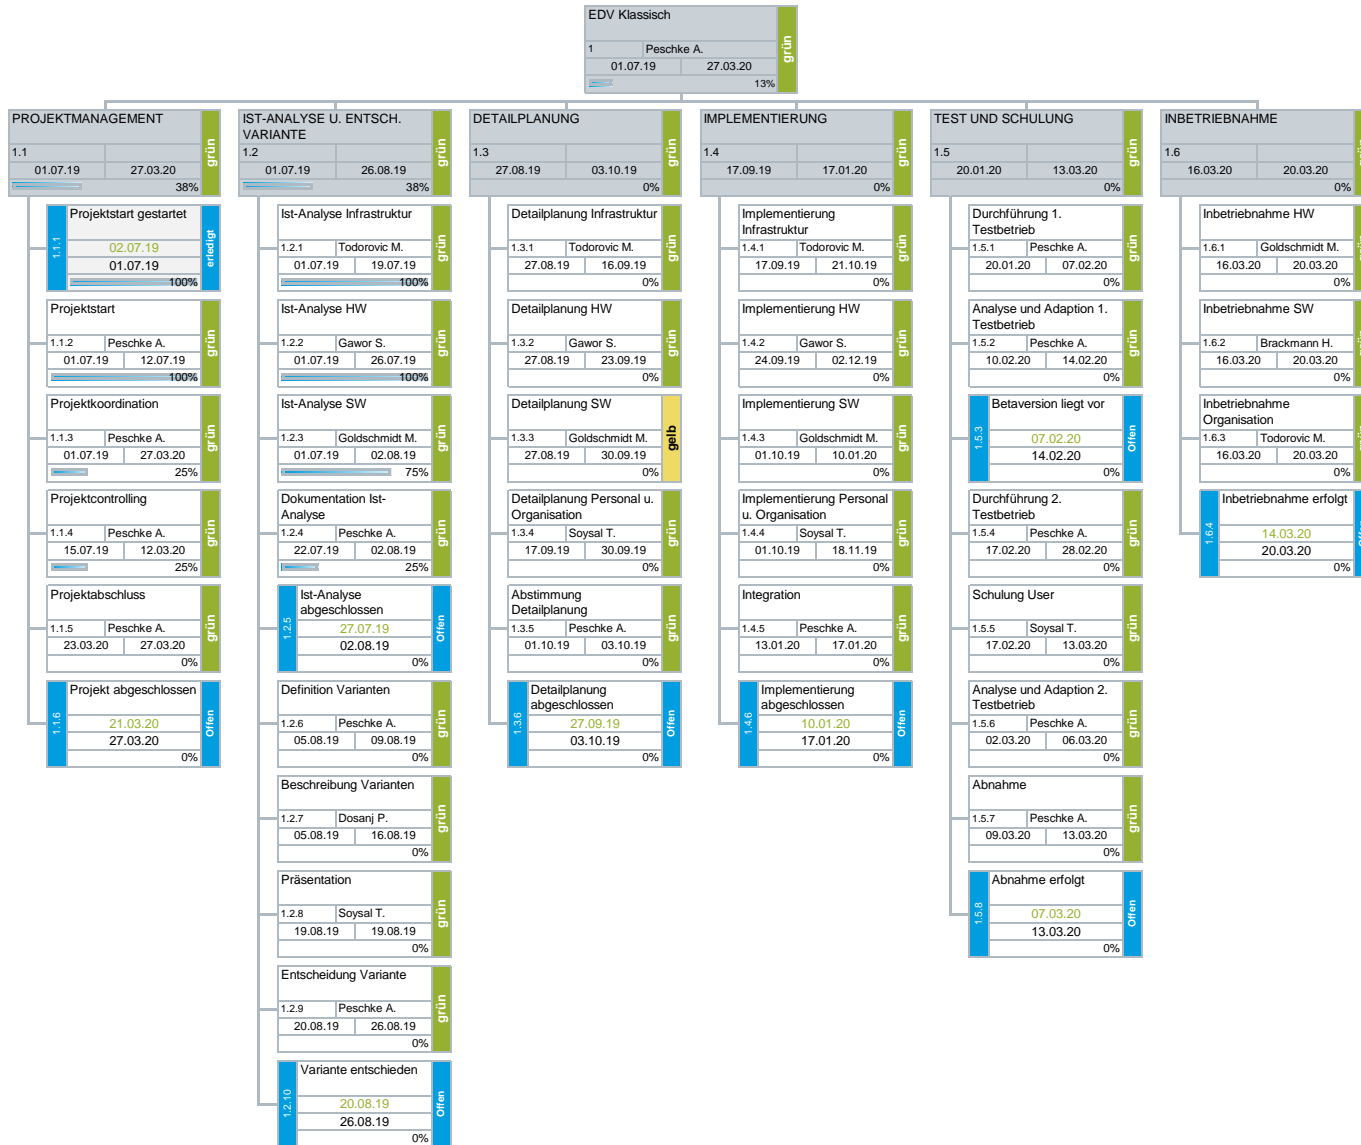 EDV Klassisch
1 Peschke A.
01.07.19 27.03.20
13%
grün
PROJEKTMANAGEMENT
1.1
01.07.19 27.03.20
38%
grün
Projektstart gestartet
1.1.1
02.07.19
01.07.19
100%
erledigt
Projektstart
1.1.2 Peschke A.
01.07.19 12.07.19
100%
grün
Projektkoordination
1.1.3 Peschke A.
01.07.19 27.03.20
25%
grün
Projektcontrolling
1.1.4 Peschke A.
15.07.19 12.03.20
25%
grün
Projektabschluss
1.1.5 Peschke A.
23.03.20 27.03.20
0%
grün
Projekt abgeschlossen
1.1.6
21.03.20
27.03.20
0%
Offen
IST-ANALYSE U. ENTSCH.
VARIANTE
1.2
01.07.19 26.08.19
38%
grün
Ist-Analyse Infrastruktur
1.2.1 Todorovic M.
01.07.19 19.07.19
100%
grün
Ist-Analyse HW
1.2.2 Gawor S.
01.07.19 26.07.19
100%
grün
Ist-Analyse SW
1.2.3 Goldschmidt M.
01.07.19 02.08.19
75%
grün
Dokumentation Ist-
Analyse
1.2.4 Peschke A.
22.07.19 02.08.19
25%
grün
Ist-Analyse
abgeschlossen
1.2.5
27.07.19
02.08.19
0%
Offen
Definition Varianten
1.2.6 Peschke A.
05.08.19 09.08.19
0%
grün
Beschreibung Varianten
1.2.7 Dosanj P.
05.08.19 16.08.19
0%
grün
Präsentation
1.2.8 Soysal T.
19.08.19 19.08.19
0%
grün
Entscheidung Variante
1.2.9 Peschke A.
20.08.19 26.08.19
0%
grün
Variante entschieden
1.2.10
20.08.19
26.08.19
0%
Offen
DETAILPLANUNG
1.3
27.08.19 03.10.19
0%
grün
Detailplanung Infrastruktur
1.3.1 Todorovic M.
27.08.19 16.09.19
0%
grün
Detailplanung HW
1.3.2 Gawor S.
27.08.19 23.09.19
0%
grün
Detailplanung SW
1.3.3 Goldschmidt M.
27.08.19 30.09.19
0%
gelb
Detailplanung Personal u.
Organisation
1.3.4 Soysal T.
17.09.19 30.09.19
0%
grün
Abstimmung
Detailplanung
1.3.5 Peschke A.
01.10.19 03.10.19
0%
grün
Detailplanung
abgeschlossen
1.3.6
27.09.19
03.10.19
0%
Offen
IMPLEMENTIERUNG
1.4
17.09.19 17.01.20
0%
grün
Implementierung
Infrastruktur
1.4.1 Todorovic M.
17.09.19 21.10.19
0%
grün
Implementierung HW
1.4.2 Gawor S.
24.09.19 02.12.19
0%
grün
Implementierung SW
1.4.3 Goldschmidt M.
01.10.19 10.01.20
0%
grün
Implementierung Personal
u. Organisation
1.4.4 Soysal T.
01.10.19 18.11.19
0%
grün
Integration
1.4.5 Peschke A.
13.01.20 17.01.20
0%
grün
Implementierung
abgeschlossen
1.4.6
10.01.20
17.01.20
0%
Offen
TEST UND SCHULUNG
1.5
20.01.20 13.03.20
0%
grün
Durchführung 1.
Testbetrieb
1.5.1 Peschke A.
20.01.20 07.02.20
0%
grün
Analyse und Adaption 1.
Testbetrieb
1.5.2 Peschke A.
10.02.20 14.02.20
0%
grün
Betaversion liegt vor
1.5.3
07.02.20
14.02.20
0%
Offen
Durchführung 2.
Testbetrieb
1.5.4 Peschke A.
17.02.20 28.02.20
0%
grün
Schulung User
1.5.5 Soysal T.
17.02.20 13.03.20
0%
grün
Analyse und Adaption 2.
Testbetrieb
1.5.6 Peschke A.
02.03.20 06.03.20
0%
grün
Abnahme
1.5.7 Peschke A.
09.03.20 13.03.20
0%
grün
Abnahme erfolgt
1.5.8
07.03.20
13.03.20
0%
Offen
INBETRIEBNAHME
1.6
16.03.20 20.03.20
0%
grün
Inbetriebnahme HW
1.6.1 Goldschmidt M.
16.03.20 20.03.20
0%
grün
Inbetriebnahme SW
1.6.2 Brackmann H.
16.03.20 20.03.20
0%
grün
Inbetriebnahme
Organisation
1.6.3 Todorovic M.
16.03.20 20.03.20
0%
grün
Inbetriebnahme erfolgt
1.6.4
14.03.20
20.03.20
0%
Offen